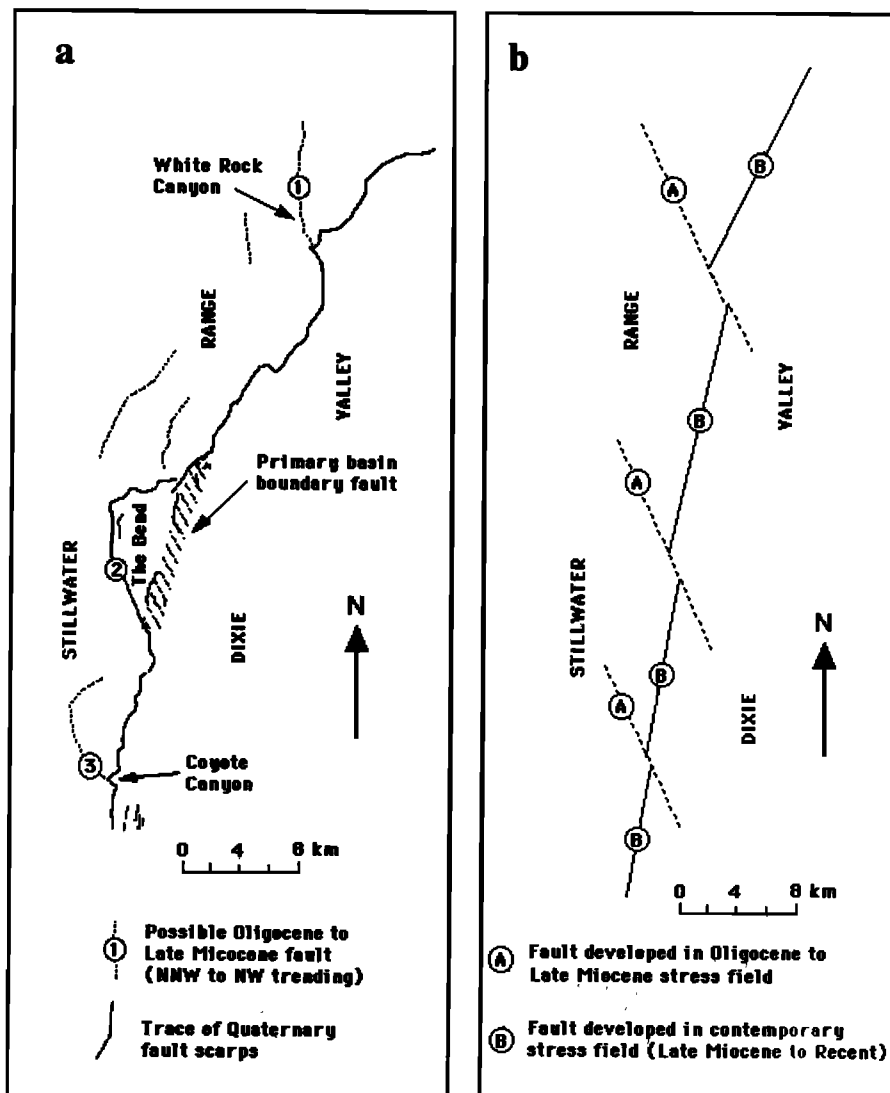 a
White Rock
Canyon
1
RANGE
VALLEY
Primary basin
boundary fault
The Bend
2
STILLWATER
DIXIE
N
3
Coyote
Canyon
0 4 8 km
1 Possible Oligocene to
Late Micocene fault
(NNW to NW trending)
Trace of Quaternary
fault scarps
b
B
A
RANGE
VALLEY
B
A
STILLWATER
N
B
A
DIXIE
B
0 4 8 km
A Fault developed in Oligocene to
Late Miocene stress field
B Fault developed in contemporary
stress field (Late Miocene to Recent)